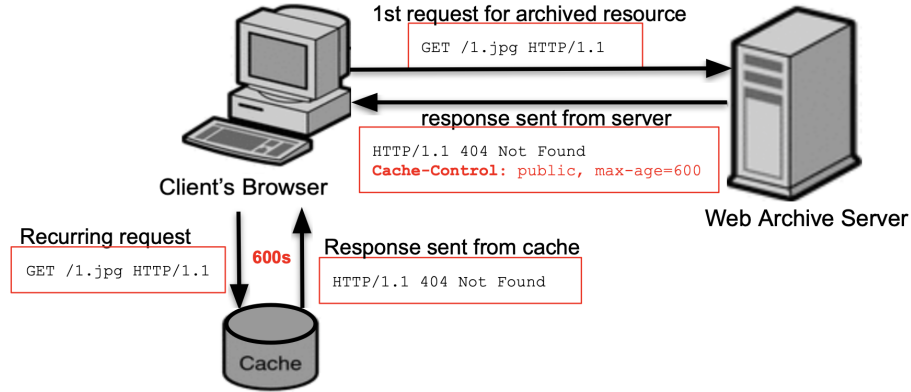 1st request for archived resource
GET /1.jpg HTTP/1.1
response sent from server
HTTP/1.1 404 Not Found
Cache-Control: public, max-age=600
Client's Browser
Web Archive Server
Recurring request
GET /1.jpg HTTP/1.1
600s
Response sent from cache
HTTP/1.1 404 Not Found
Cache